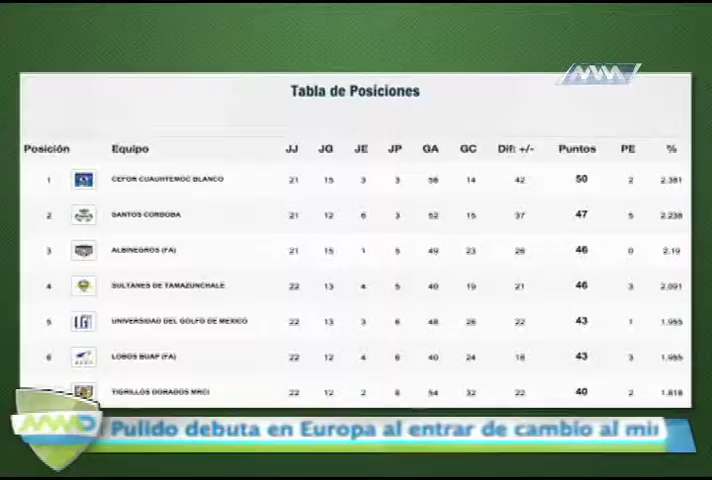 MVM
Tabla de Posiciones
Posición Equipo JJ JG JE JP GA GC Dif: +/- Puntos PE %
1 CEFOR CUAUHTEMOC BLANCO 21 15 3 3 56 14 42 50 2 2.381
2 SANTOS CORDOBA 21 12 6 3 52 15 37 47 5 2.238
3 ALBINEGROS (FA) 21 15 1 5 49 23 26 46 0 2.19
4 SULTANES DE TAMAZUNCHALE 22 13 4 5 40 19 21 46 3 2.091
5 UNIVERSIDAD DEL GOLFO DE MEXICO 22 13 3 6 48 26 22 43 1 1.955
6 LOBOS BUAP (FA) 22 12 4 6 40 24 16 43 3 1.955
TIGRILLOS DORADOS MRCI 22 12 2 8 54 32 22 40 2 1.818
Pulido debuta en Europa al entrar de cambio al min